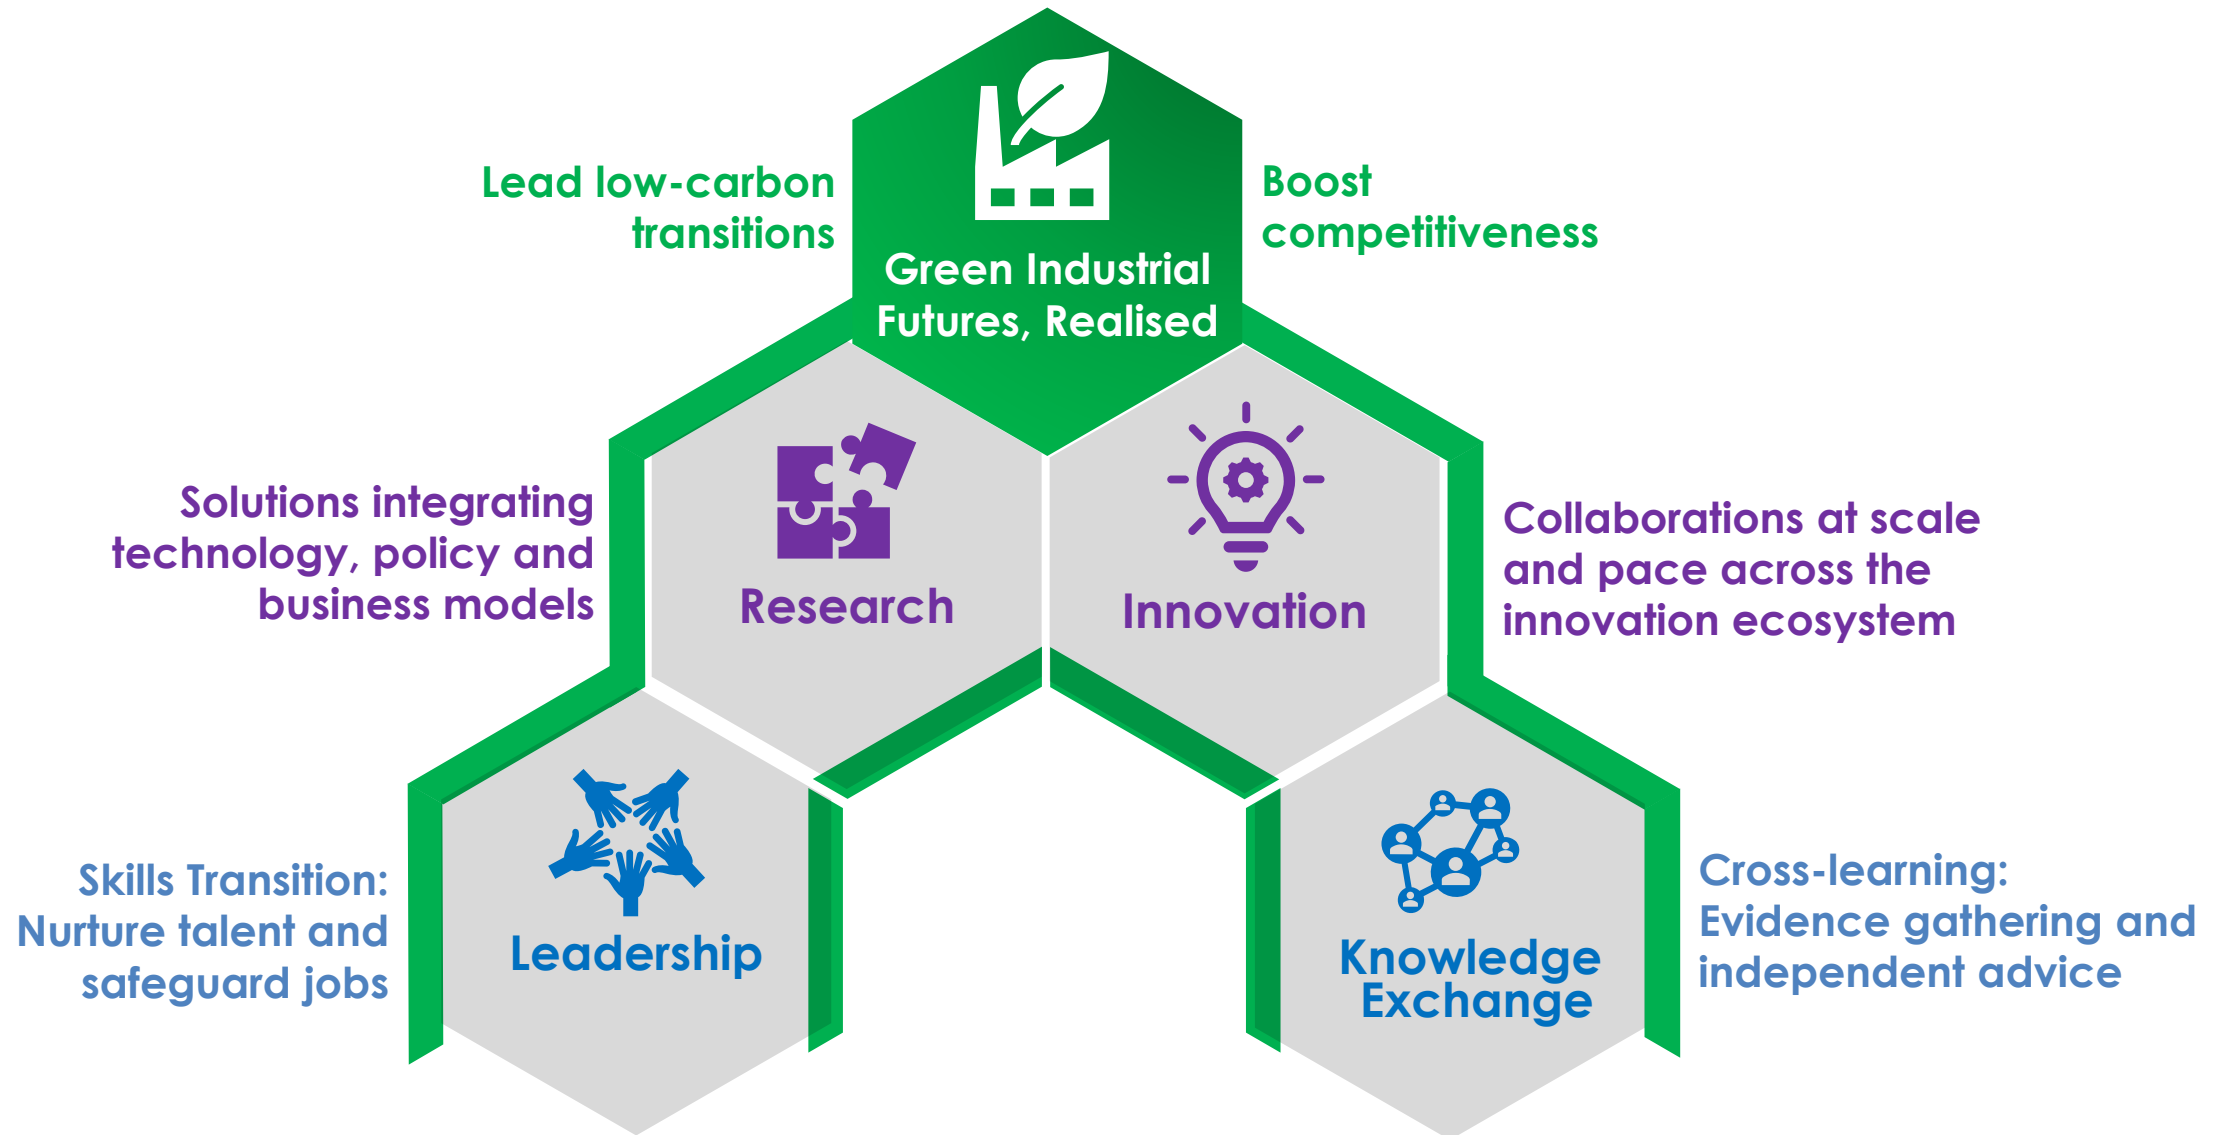 Lead low-carbon
transitions
Boost
competitiveness
Green Industrial
Futures, Realised
Solutions integrating
technology, policy and
business models
Research
Innovation
Collaborations at scale
and pace across the
innovation ecosystem
Skills Transition:
Nurture talent and
safeguard jobs
Leadership
Knowledge
Exchange
Cross-learning:
Evidence gathering and
independent advice